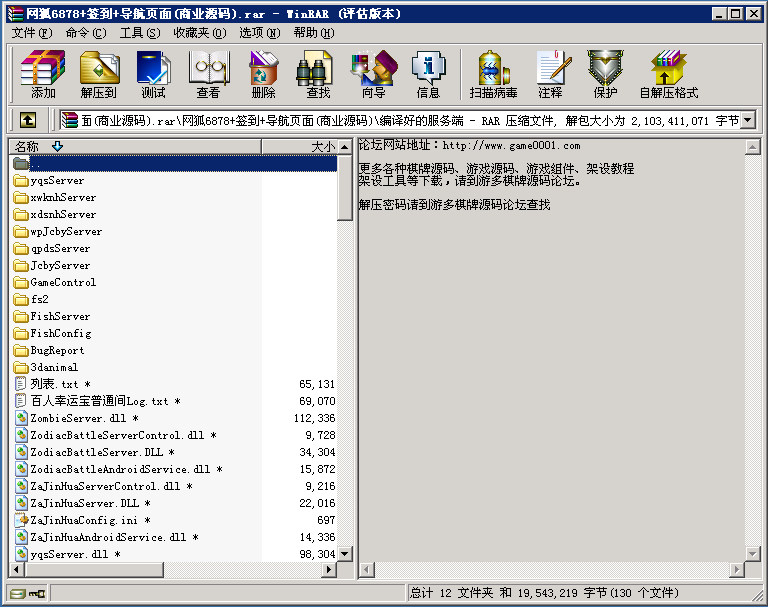 网狐6878+签到+导航页面(商业源码).rar - WinRAR (评估版本)
文件(F) 命令(C) 工具(S) 收藏夹(O) 选项(N) 帮助(H)
添加 解压到 测试 查看 删除 查找 向导 信息 扫描病毒 注释 保护 自解压格式
面(商业源码).rar\网狐6878+签到+导航页面(商业源码)\编译好的服务端 - RAR 压缩文件, 解包大小为 2,103,411,071 字节
名称 大小
..
yqsServer
xwknhServer
xdsnhServer
wpJcbyServer
qpdsServer
JcbyServer
GameControl
fs2
FishServer
FishConfig
BugReport
3danimal
列表.txt * 65,131
百人幸运宝普通间Log.txt * 69,070
ZombieServer.dll * 112,336
ZodiacBattleServerControl.dll * 9,728
ZodiacBattleServer.DLL * 34,304
ZodiacBattleAndroidService.dll * 15,872
ZaJinHuaServerControl.dll * 9,216
ZaJinHuaServer.DLL * 22,016
ZaJinHuaConfig.ini * 697
ZaJinHuaAndroidService.dll * 14,336
yqsServer.dll * 98,304
论坛网站地址：http://www.game0001.com
更多各种棋牌源码、游戏源码、游戏组件、架设教程
架设工具等下载，请到游多棋牌源码论坛。
解压密码请到游多棋牌源码论坛查找
总计 12 文件夹 和 19,543,219 字节(130 个文件)